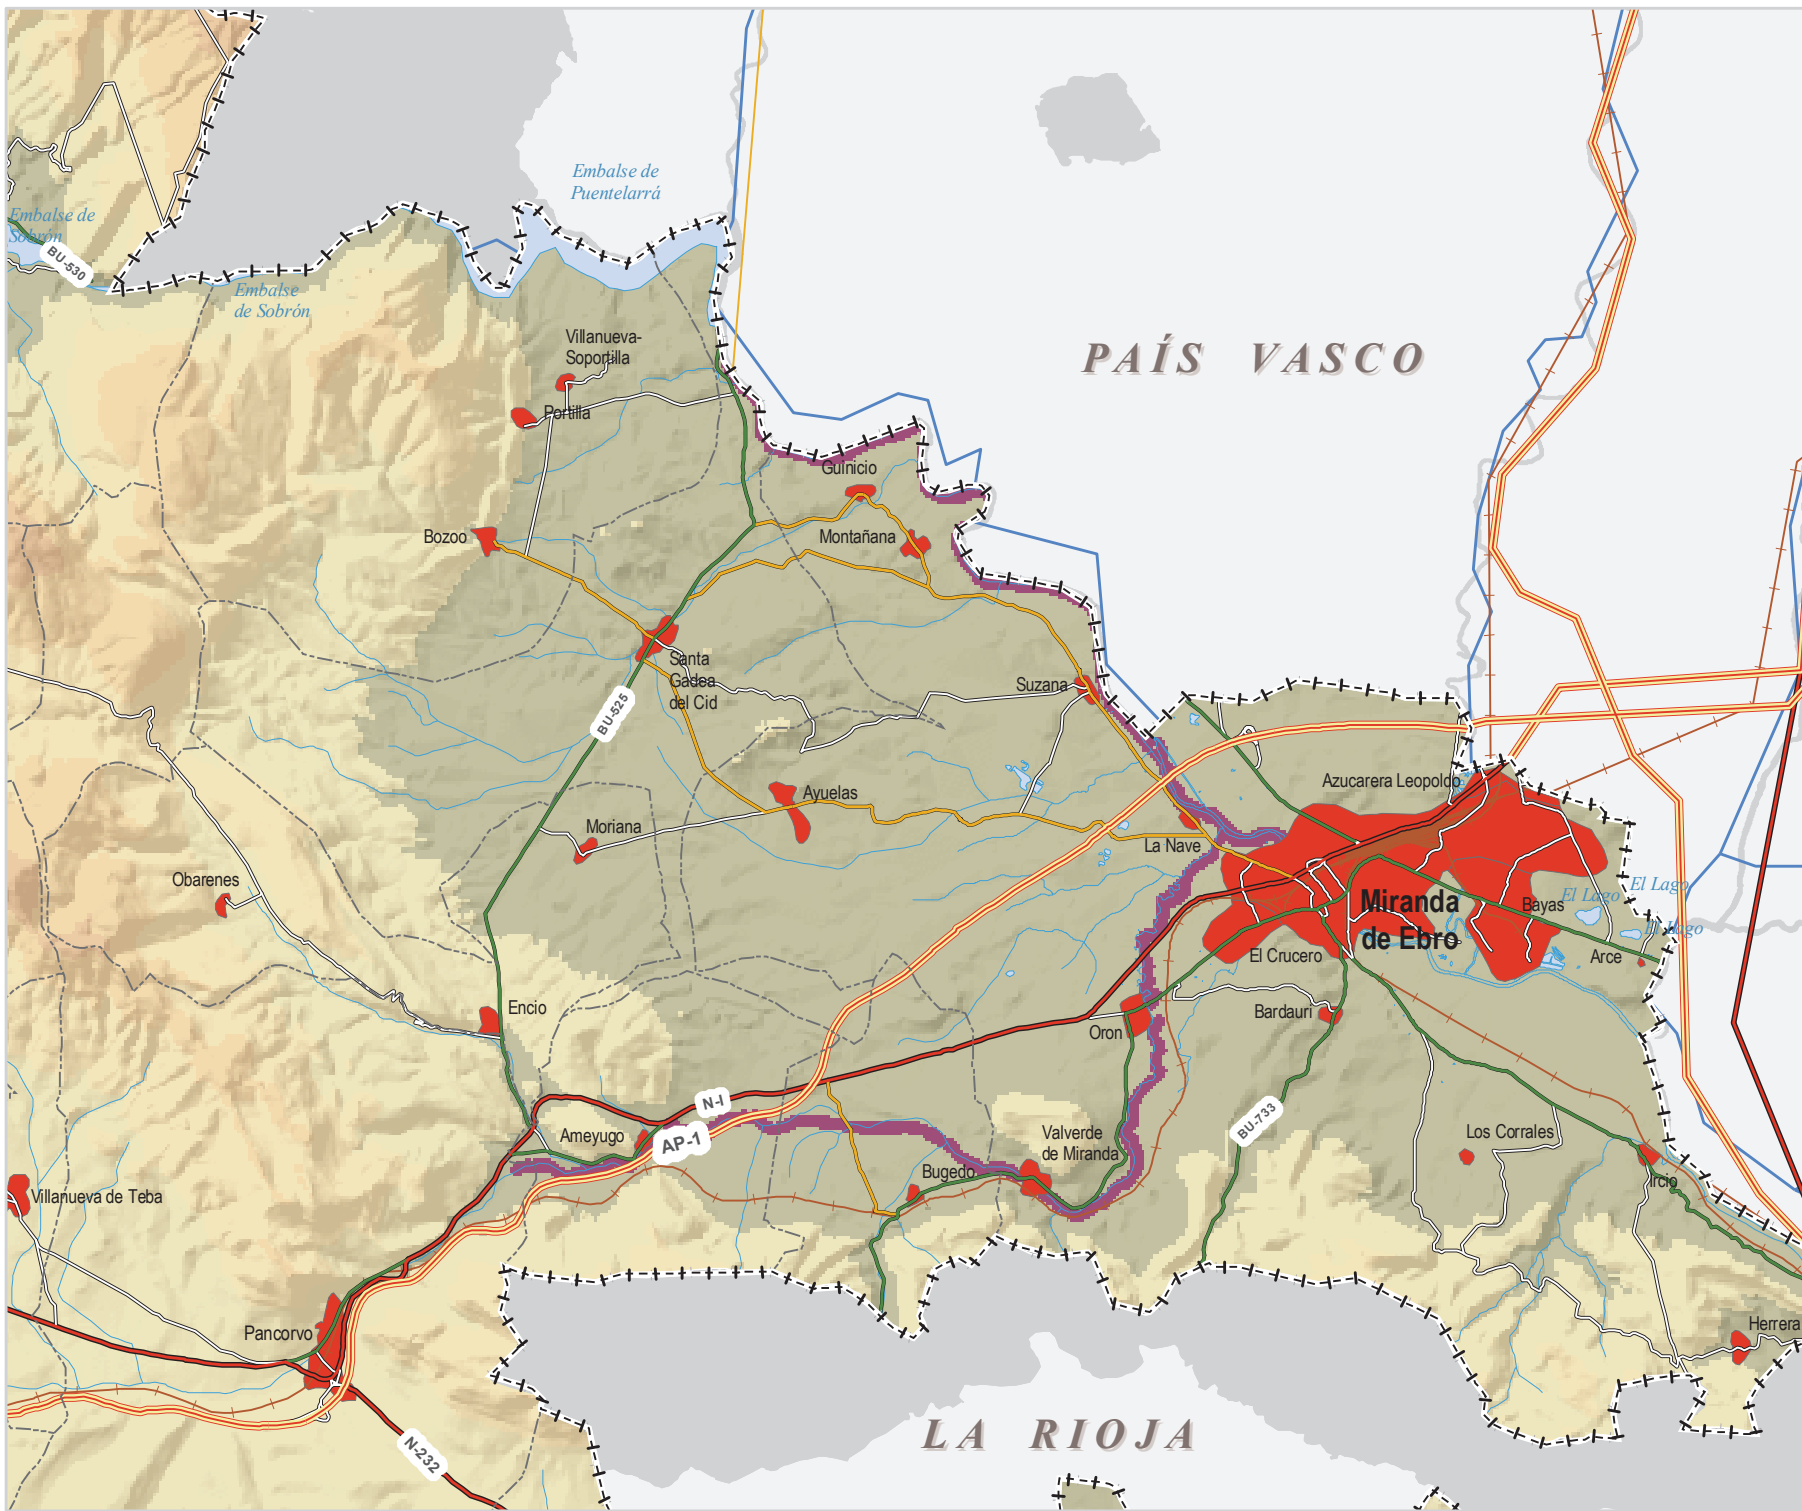 Embalse de
Puentelarrá
Embalse de
Sobrón
BU-530
Embalse
de Sobrón
Villanueva-
Soportilla
PAÍS VASCO
Portilla
Guinicio
Bozoo
Montañana
Santa
Gadea
del Cid
Suzana
BU-525
Azucarera Leopoldo
Ayuelas
Moriana
La Nave
Obarenes
El Lago
El Lago
Miranda
de Ebro
Bayas
El Lago
El Crucero
Arce
Encio
Bardauri
Oron
N-I
AP-1
Ameyugo
BU-733
Valverde
de Miranda
Los Corrales
Bugedo
Ircio
Villanueva de Teba
Pancorvo
Herrera
LA RIOJA
N-232